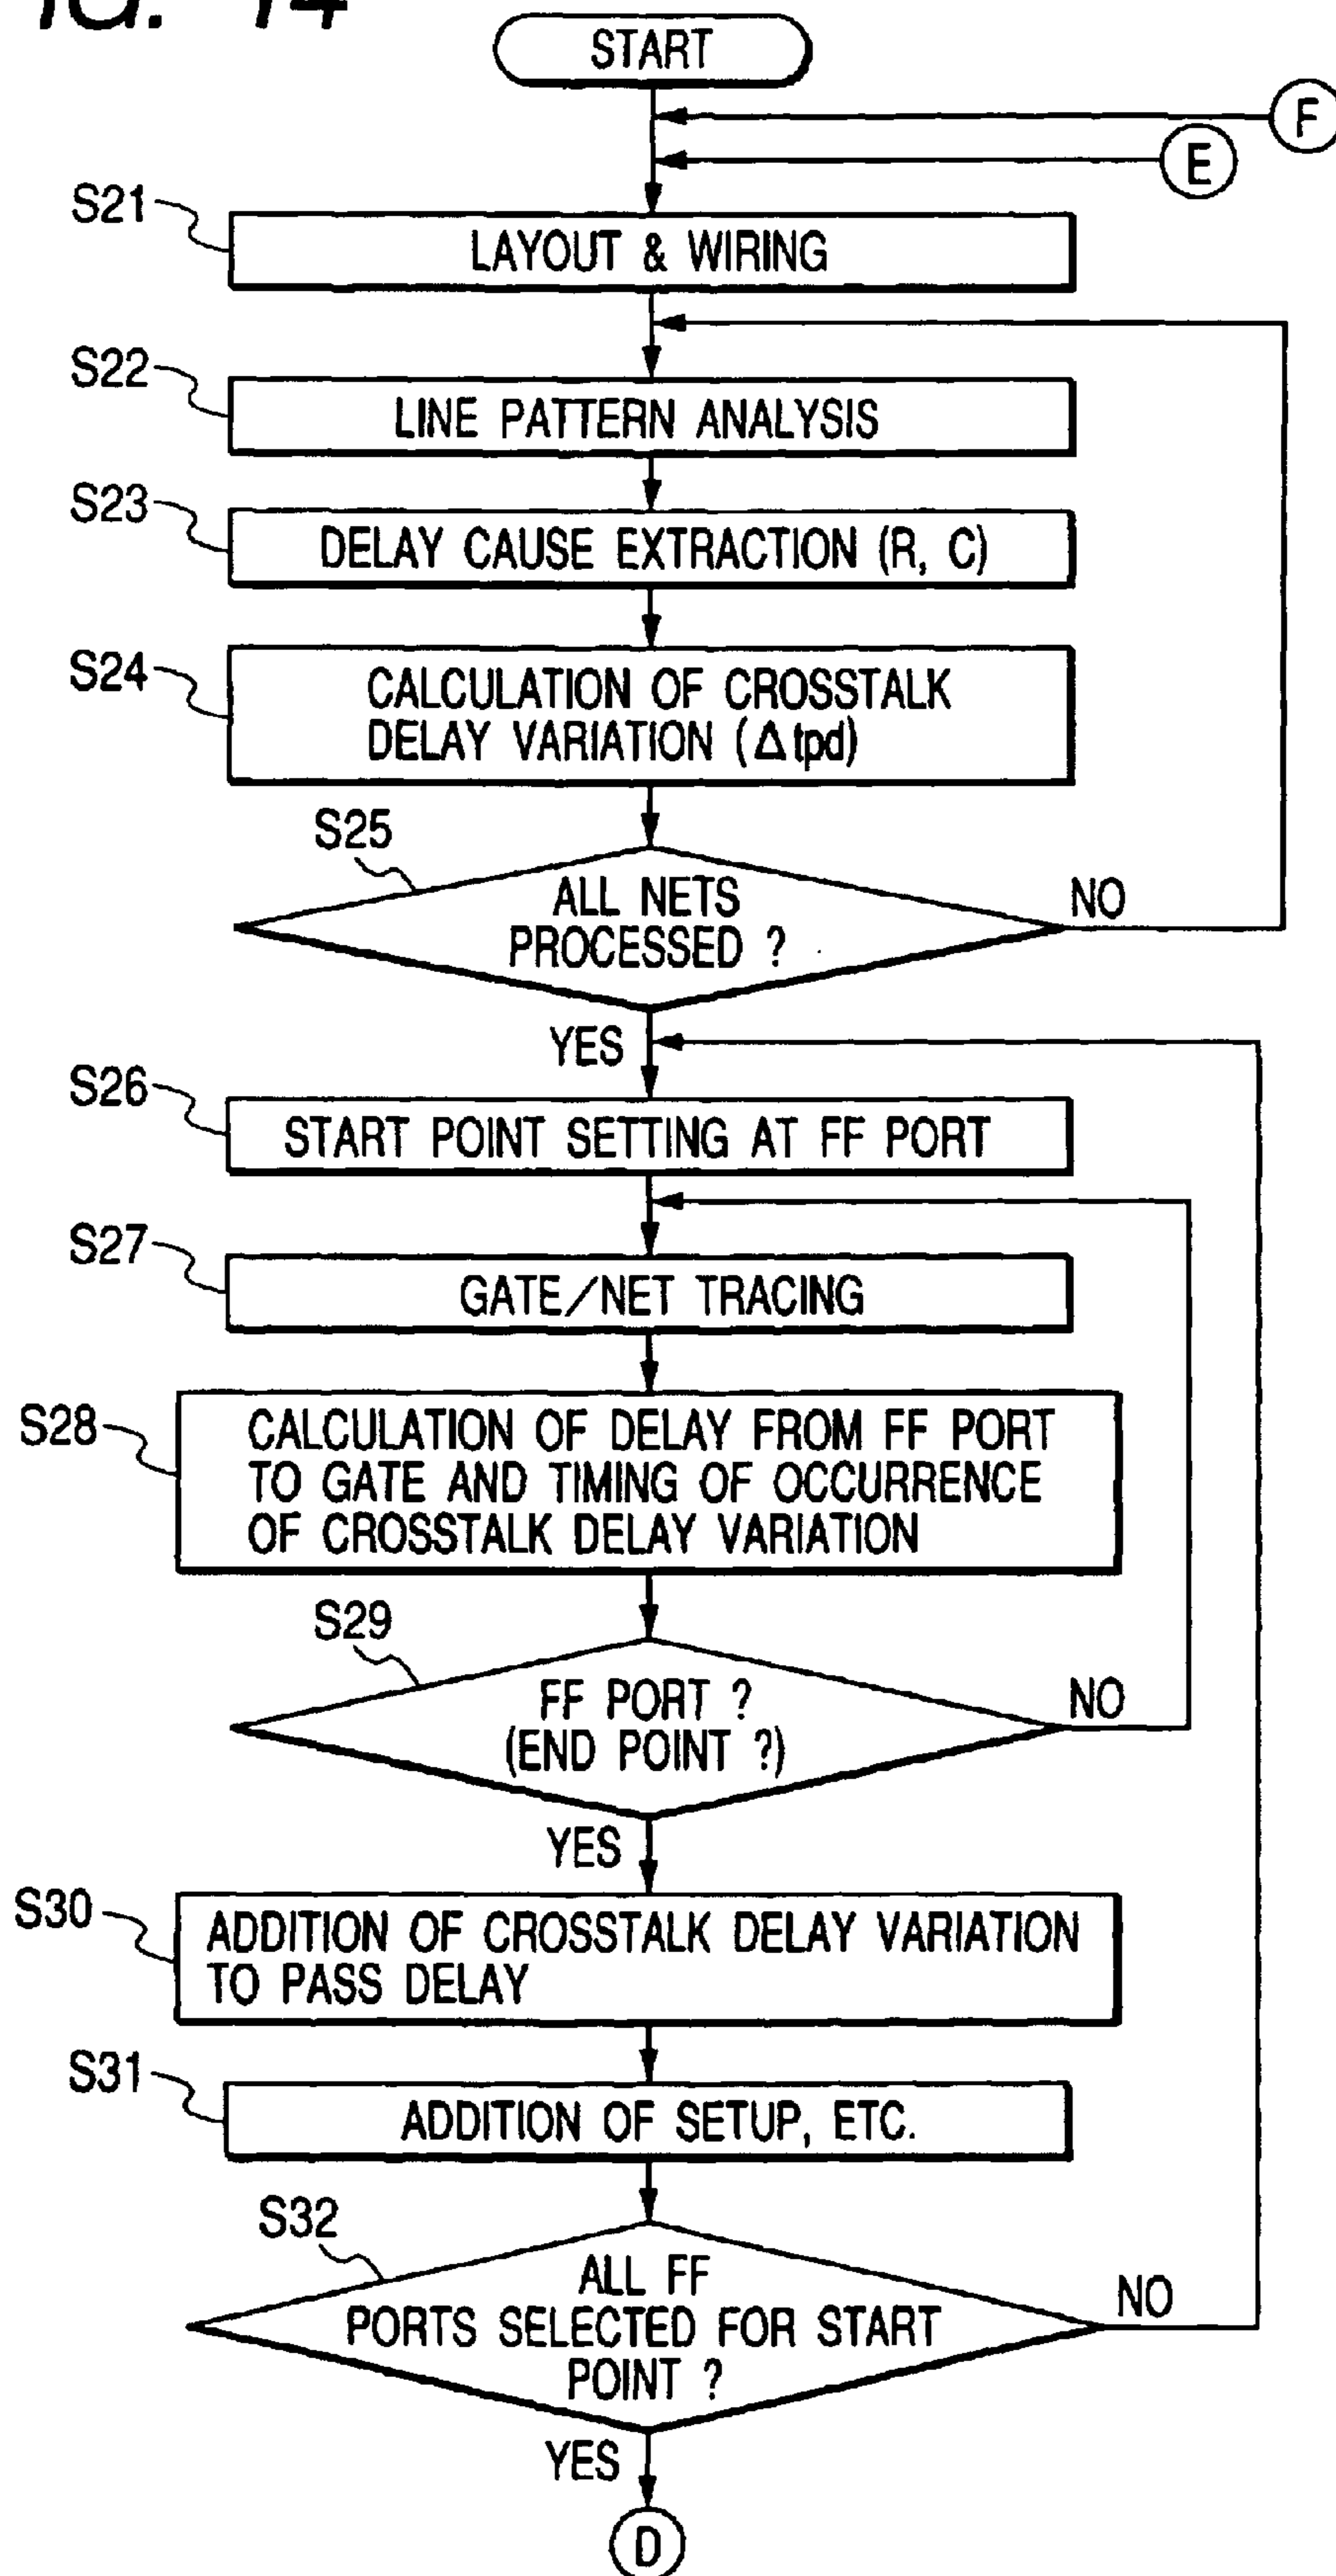 IG. 14
START
F
E
S21
LAYOUT & WIRING
S22
LINE PATTERN ANALYSIS
S23
DELAY CAUSE EXTRACTION (R, C)
S24
CALCULATION OF CROSSTALK
DELAY VARIATION (Δtpd)
S25
ALL NETS
PROCESSED ?
NO
YES
S26
START POINT SETTING AT FF PORT
S27
GATE/NET TRACING
S28
CALCULATION OF DELAY FROM FF PORT
TO GATE AND TIMING OF OCCURRENCE
OF CROSSTALK DELAY VARIATION
S29
FF PORT ?
(END POINT ?)
NO
YES
S30
ADDITION OF CROSSTALK DELAY VARIATION
TO PASS DELAY
S31
ADDITION OF SETUP, ETC.
S32
ALL FF
PORTS SELECTED FOR START
POINT ?
NO
YES
D